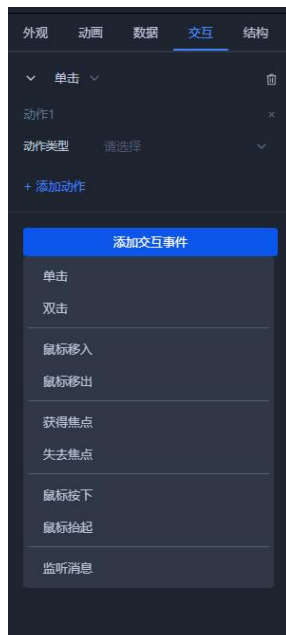 外观 动画 数据 交互 结构
单击
动作1 ×
动作类型 请选择
+ 添加动作
添加交互事件
单击
双击
鼠标移入
鼠标移出
获得焦点
失去焦点
鼠标按下
鼠标抬起
监听消息